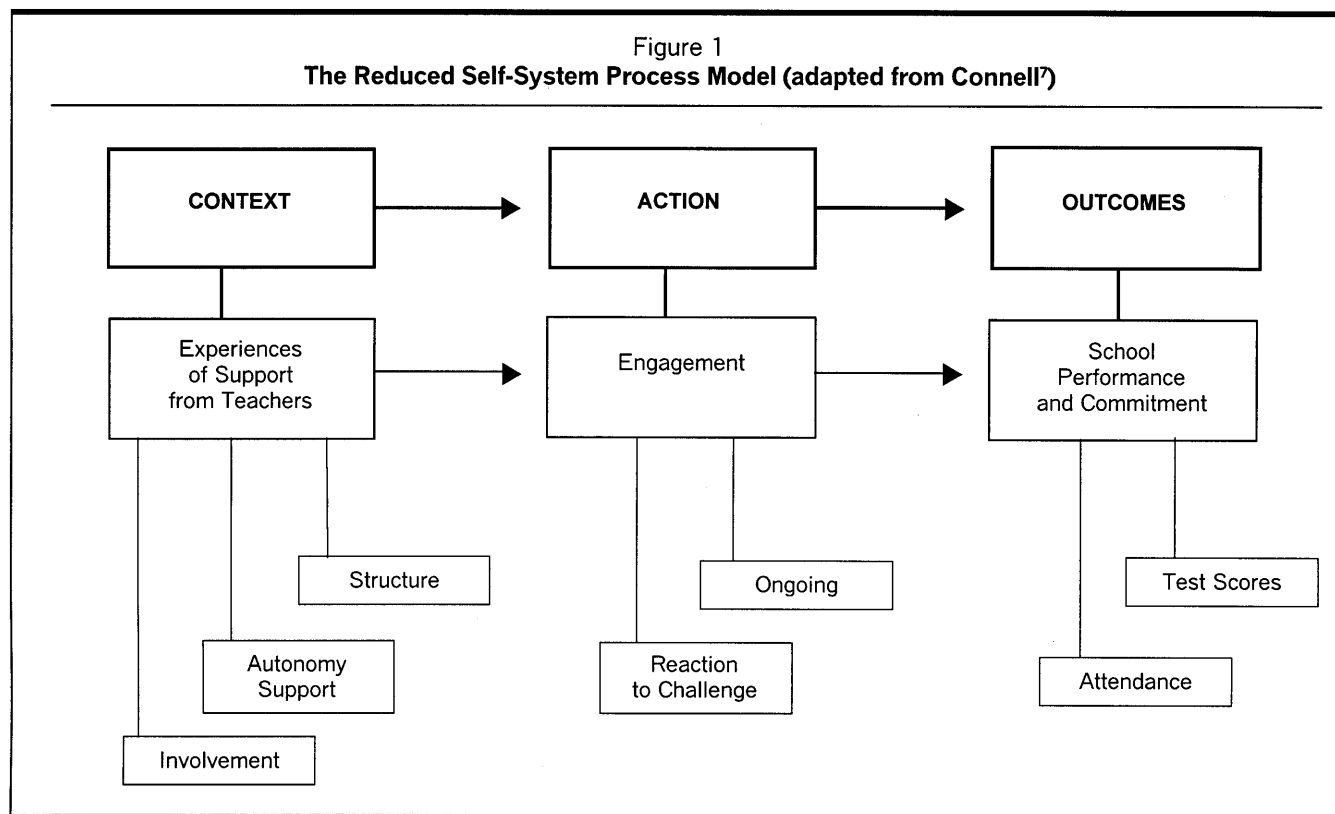 Figure 1
The Reduced Self-System Process Model (adapted from Connell⁷)
CONTEXT
ACTION
OUTCOMES
Experiences
of Support
from Teachers
Engagement
School
Performance
and Commitment
Structure
Ongoing
Test Scores
Autonomy
Support
Reaction
to Challenge
Attendance
Involvement